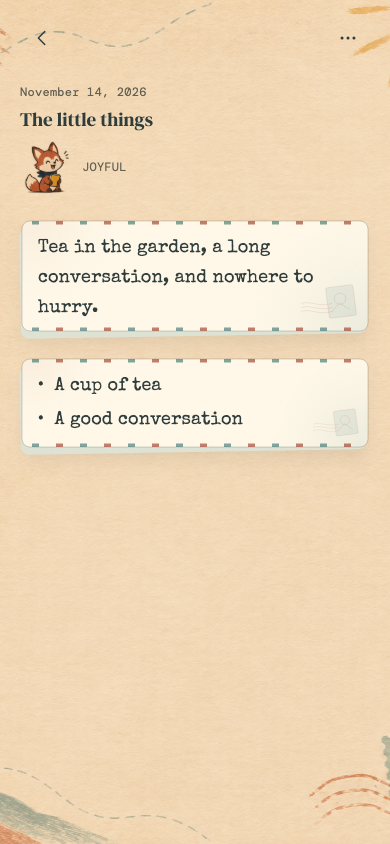 November 14, 2026
The little things
JOYFUL
Tea in the garden, a long
conversation, and nowhere to
hurry.
• A cup of tea
• A good conversation